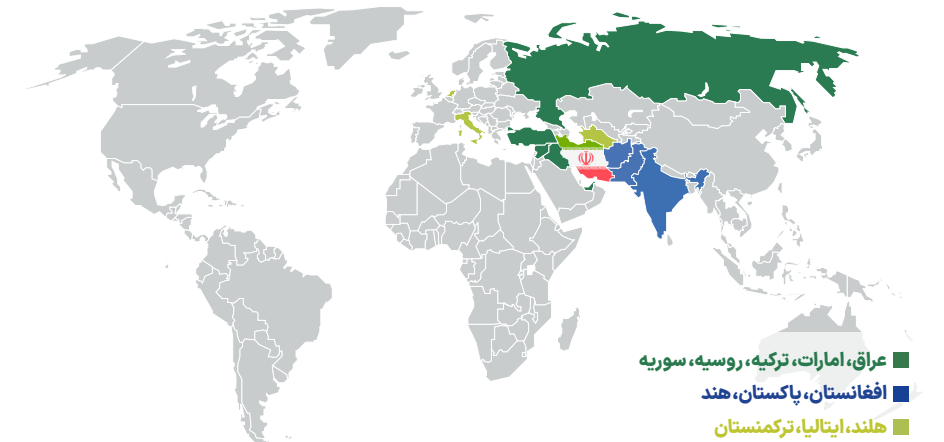 عراق، امارات، ترکیه، روسیه، سوریه
افغانستان، پاکستان، هند
هلند، ایتالیا، ترکمنستان